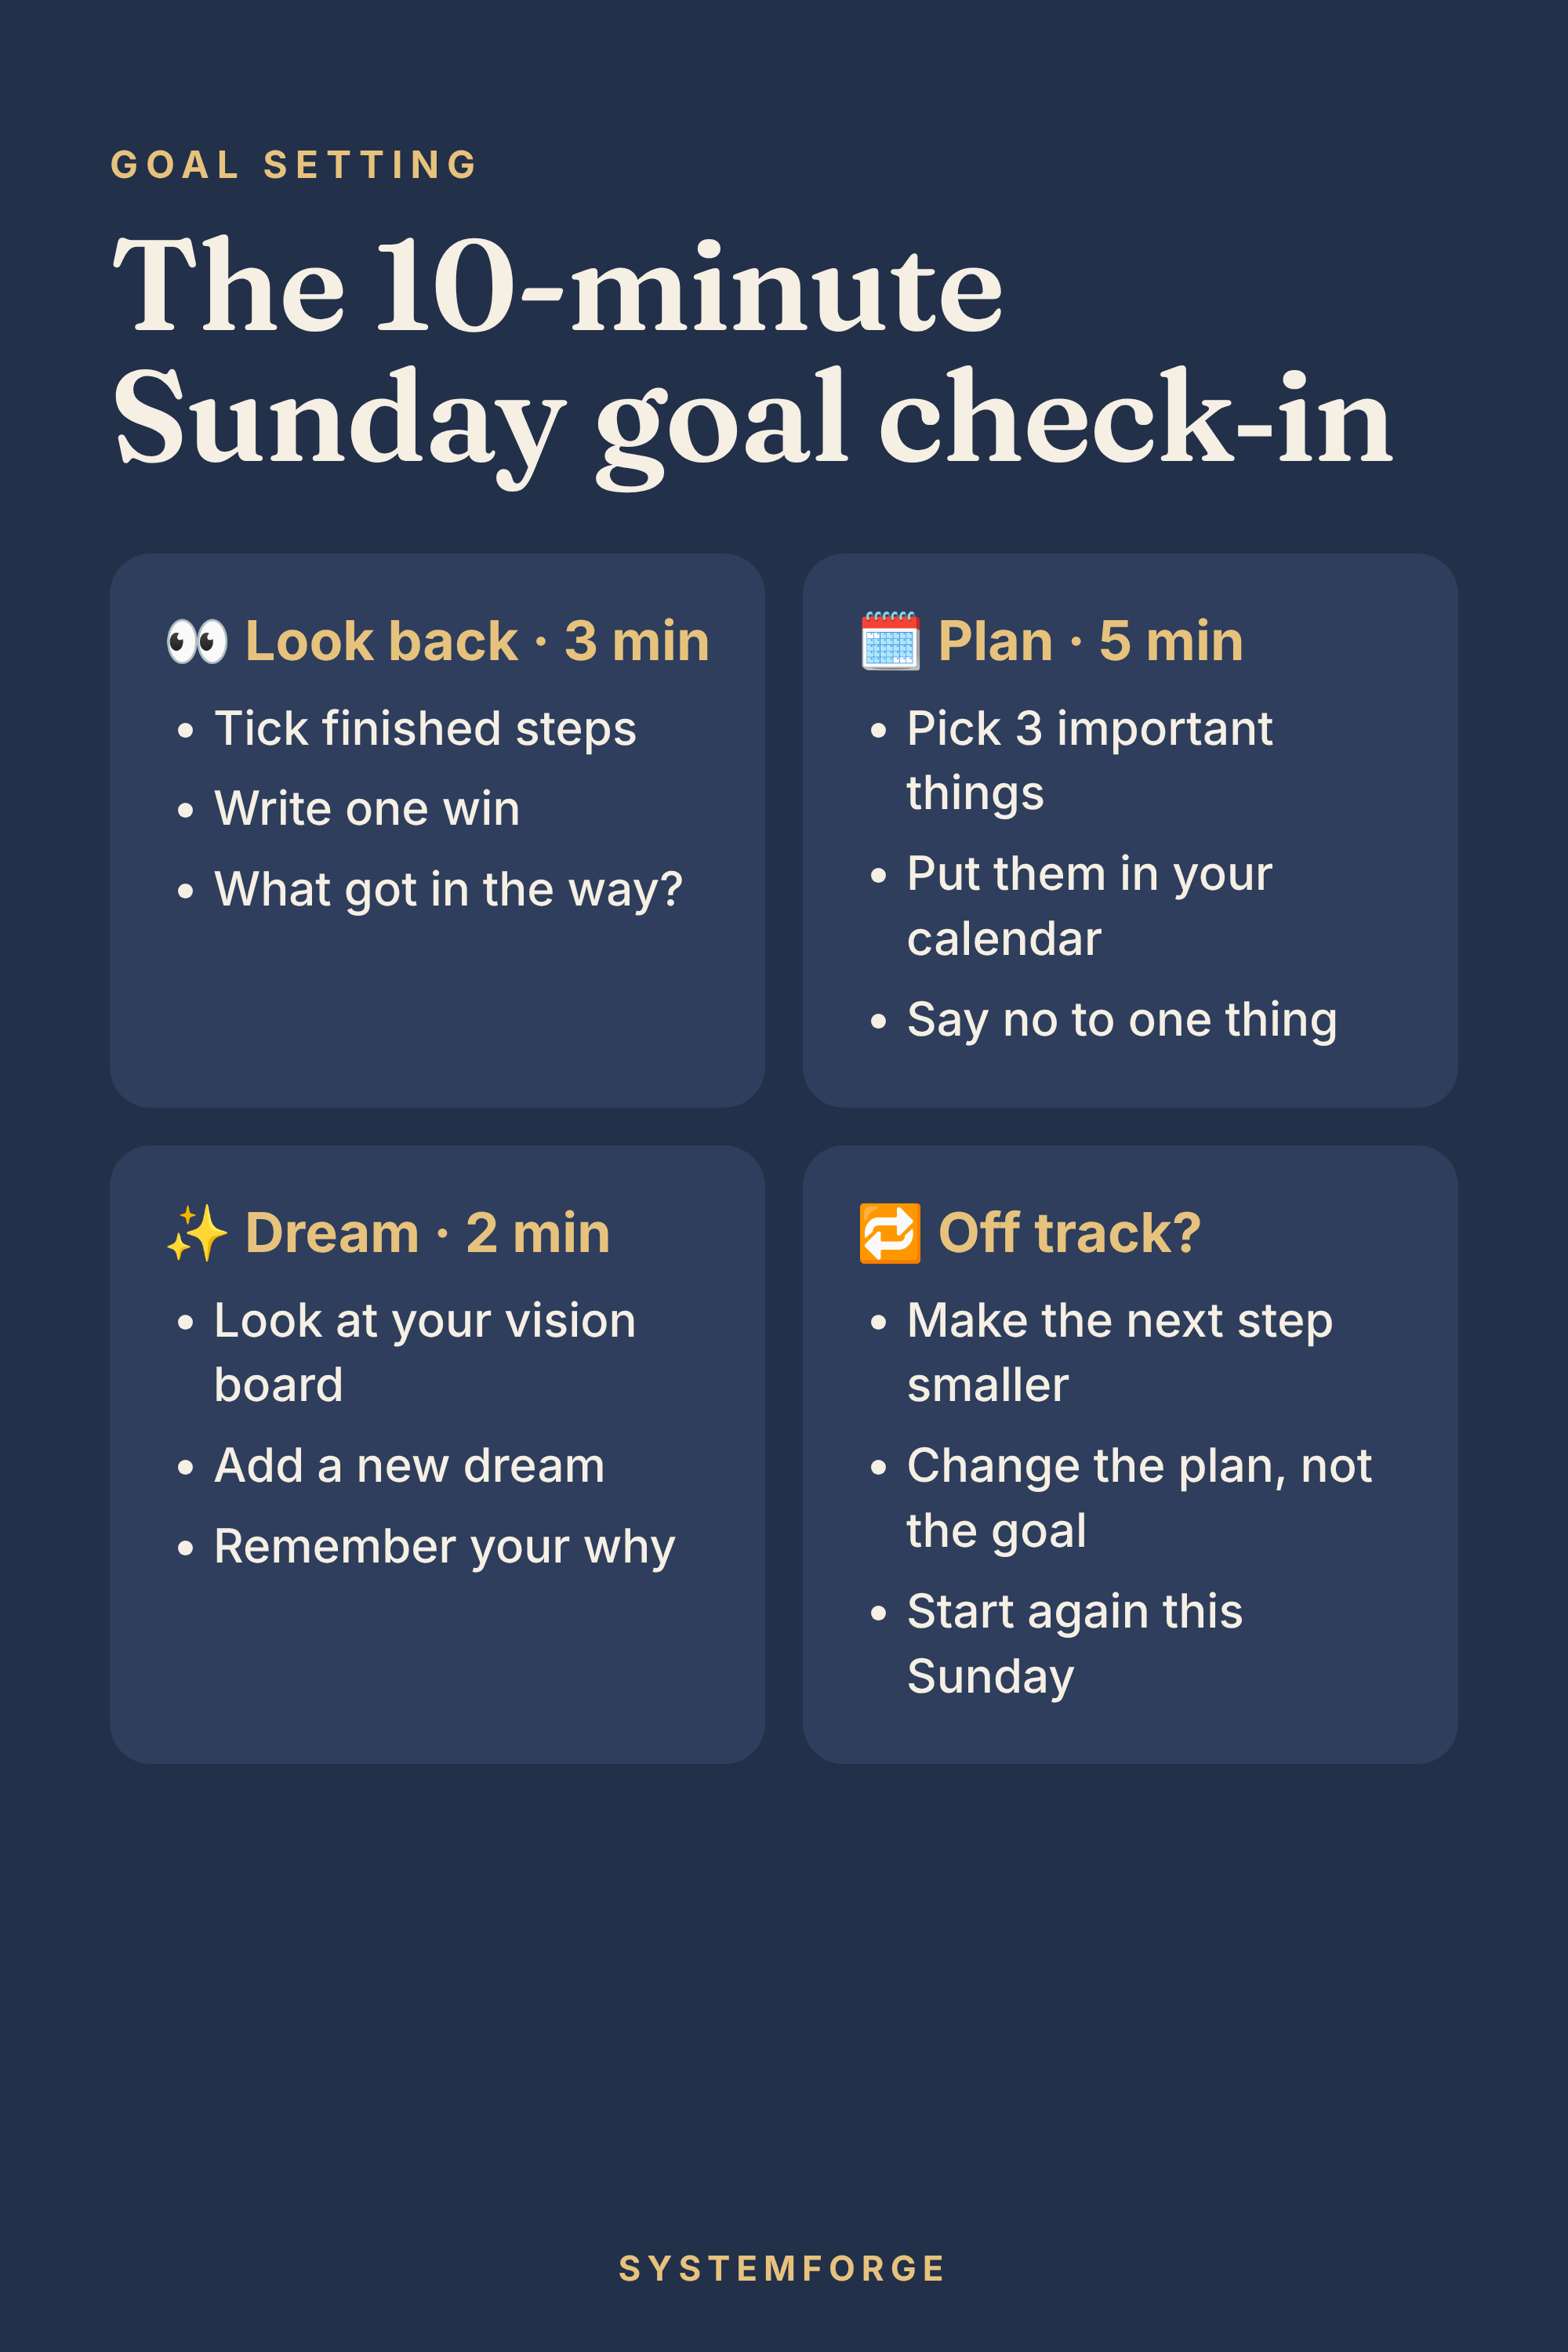 GOAL SETTING
The 10-minute
Sunday goal check-in
👀 Look back · 3 min
• Tick finished steps
• Write one win
• What got in the way?
🗓️ Plan · 5 min
• Pick 3 important
things
• Put them in your
calendar
• Say no to one thing
✨ Dream · 2 min
• Look at your vision
board
• Add a new dream
• Remember your why
🔁 Off track?
• Make the next step
smaller
• Change the plan, not
the goal
• Start again this
Sunday
SYSTEMFORGE